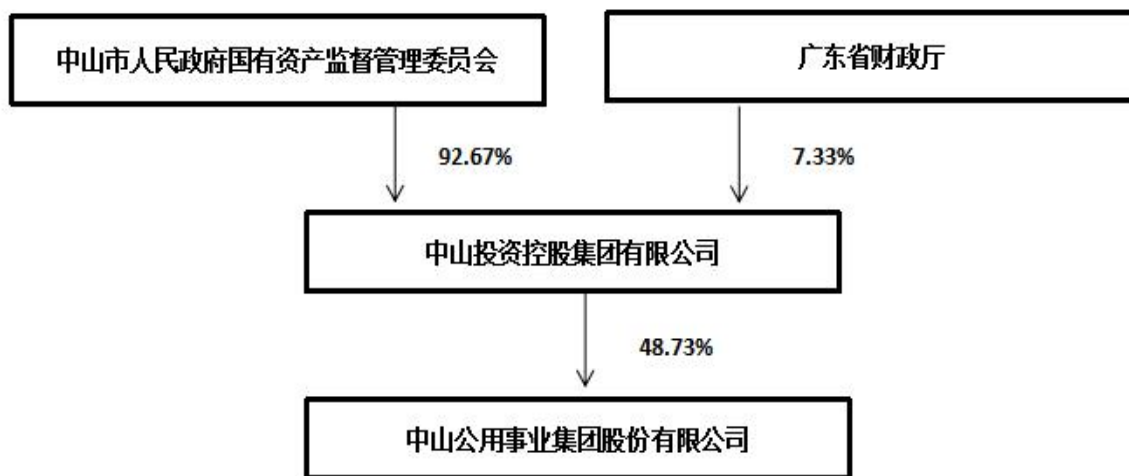 中山市人民政府国有资产监督管理委员会
广东省财政厅
92.67%
7.33%
中山投资控股集团有限公司
48.73%
中山公用事业集团股份有限公司